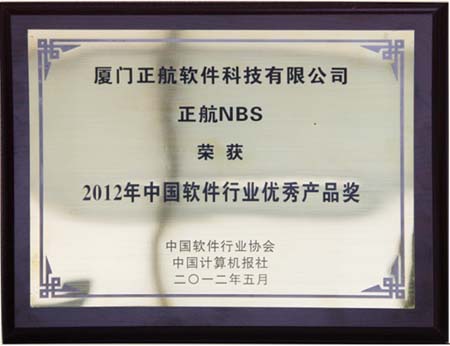 厦门正航软件科技有限公司
正航NBS
荣 获
2012年中国软件行业优秀产品奖
中国软件行业协会
中国计算机报社
二〇一二年五月